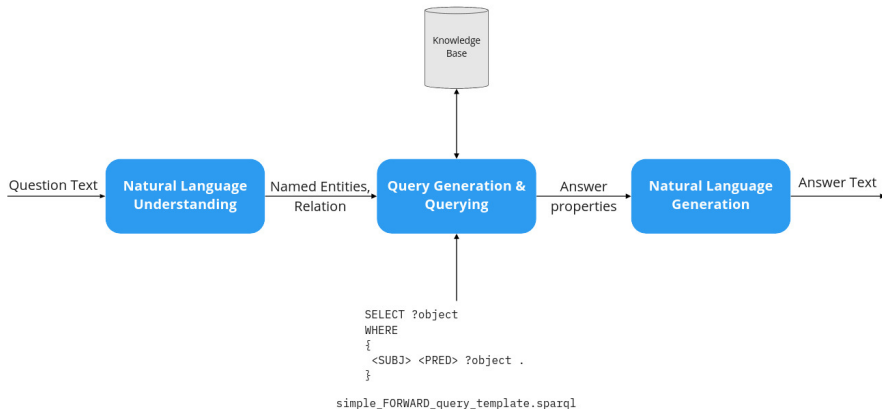 Knowledge
Base
Question Text
Natural Language
Understanding
Named Entities,
Relation
Query Generation &
Querying
Answer
properties
Natural Language
Generation
Answer Text
SELECT ?object
WHERE
{
<SUBJ> <PRED> ?object .
}
simple_FORWARD_query_template.sparql